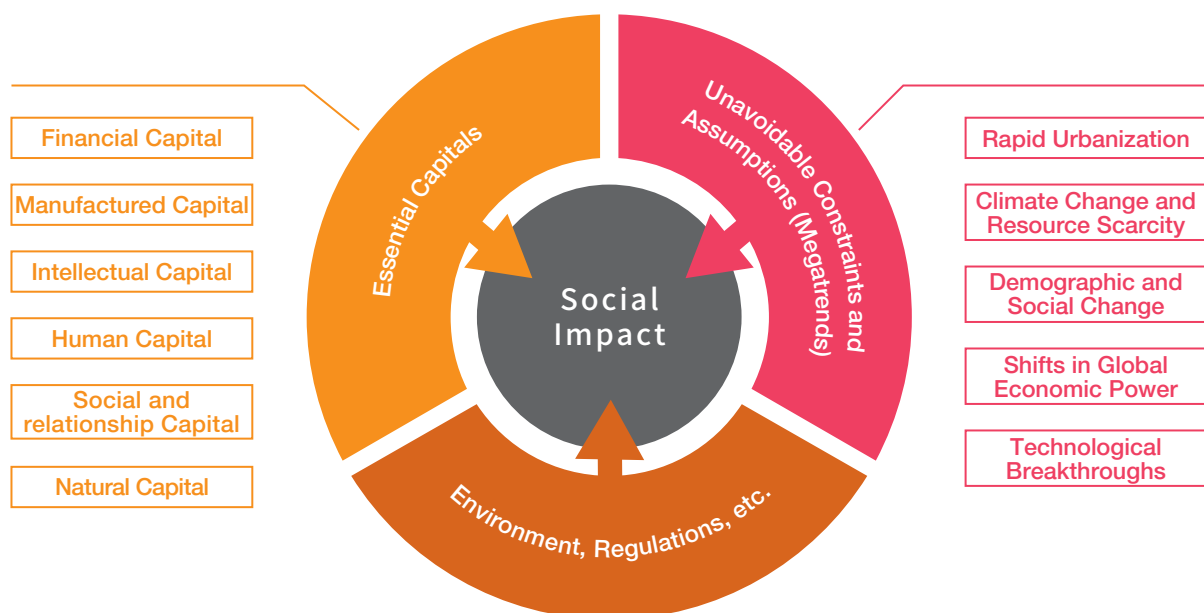 Financial Capital
Manufactured Capital
Intellectual Capital
Human Capital
Social and
relationship Capital
Natural Capital
Essential Capitals
Unavoidable Constraints and
Assumptions (Megatrends)
Social
Impact
Environment, Regulations, etc.
Rapid Urbanization
Climate Change and
Resource Scarcity
Demographic and
Social Change
Shifts in Global
Economic Power
Technological
Breakthroughs